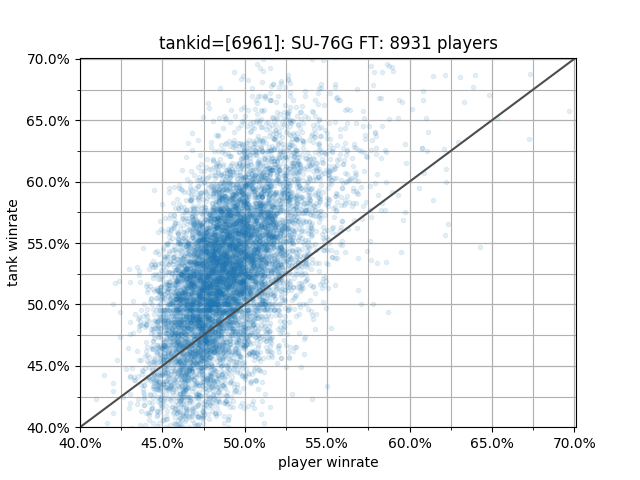 tankid=[6961]: SU-76G FT: 8931 players
70.0%
65.0%
60.0%
55.0%
50.0%
45.0%
40.0%
tank winrate
40.0% 45.0% 50.0% 55.0% 60.0% 65.0% 70.0%
player winrate